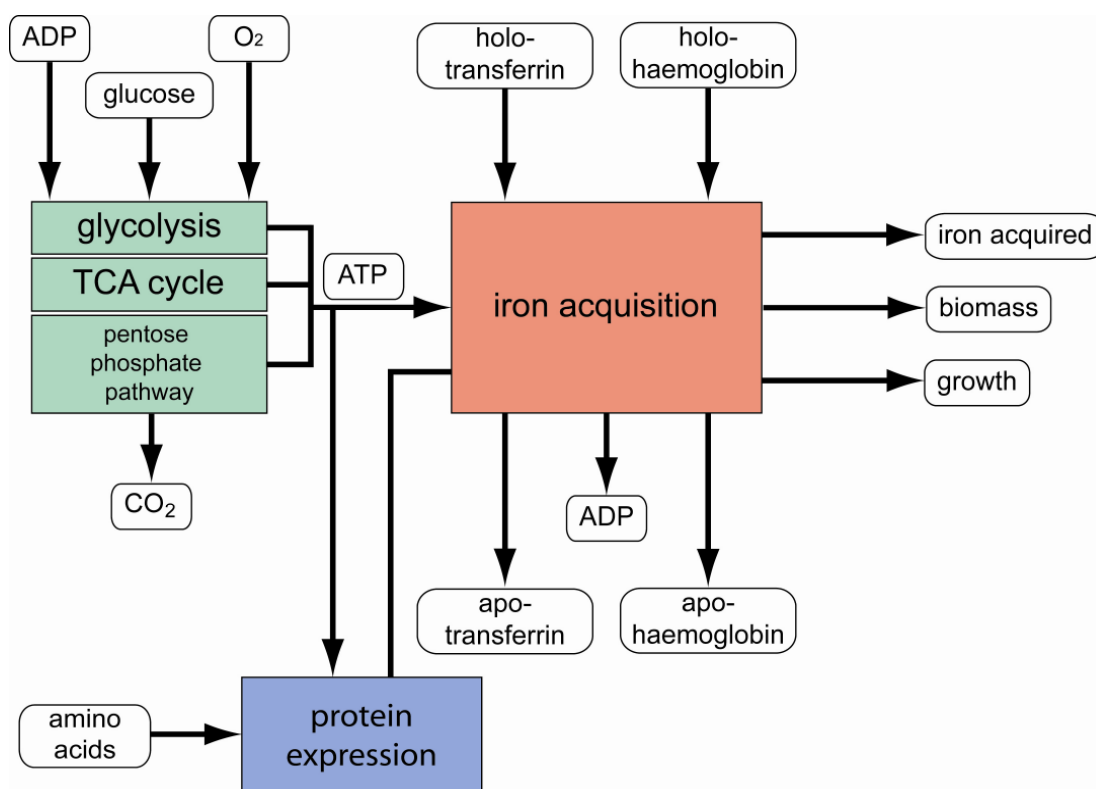 ADP
O₂
holo-
transferrin
holo-
haemoglobin
glucose
glycolysis
TCA cycle
pentose
phosphate
pathway
ATP
iron acquisition
iron acquired
biomass
growth
CO₂
ADP
apo-
transferrin
apo-
haemoglobin
amino
acids
protein
expression